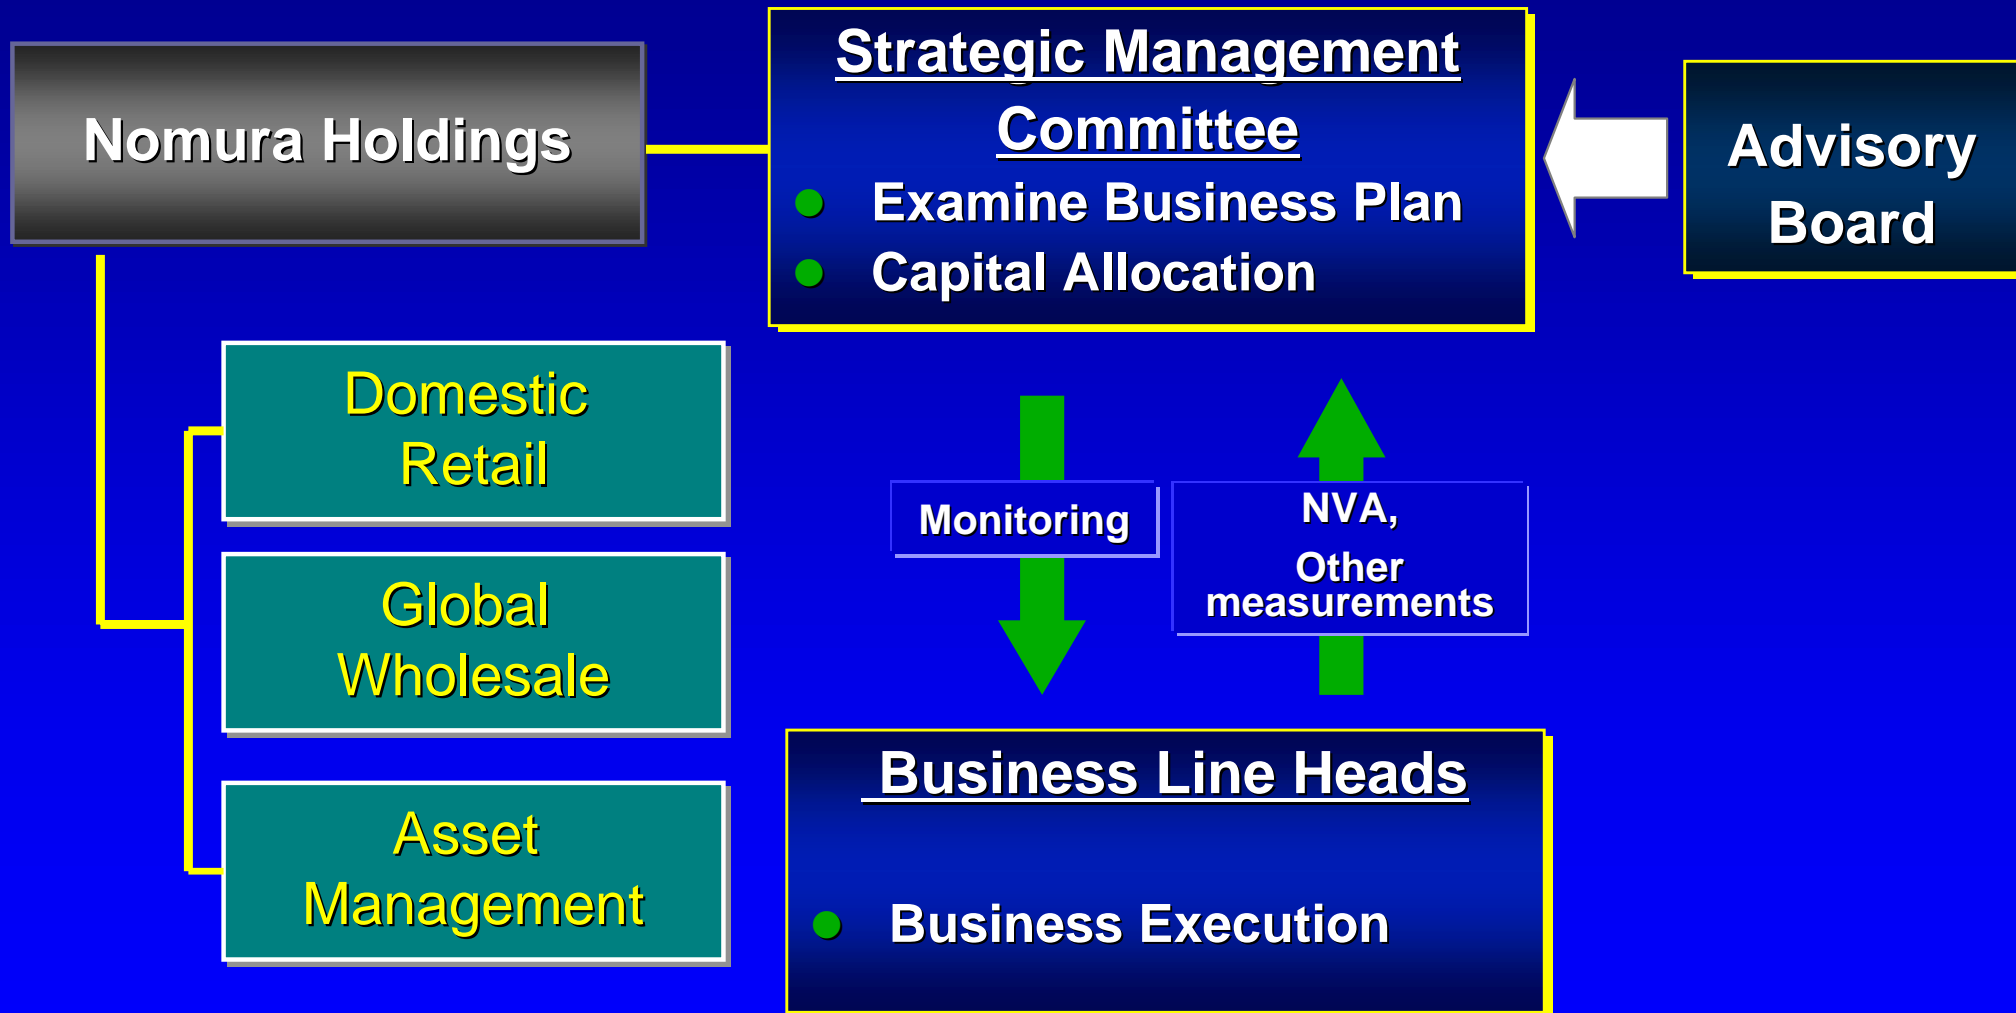 Nomura Holdings
Strategic Management
Committee
Examine Business Plan
Capital Allocation
Advisory
Board
Domestic
Retail
Global
Wholesale
Asset
Management
Monitoring
NVA,
Other
measurements
Business Line Heads
Business Execution